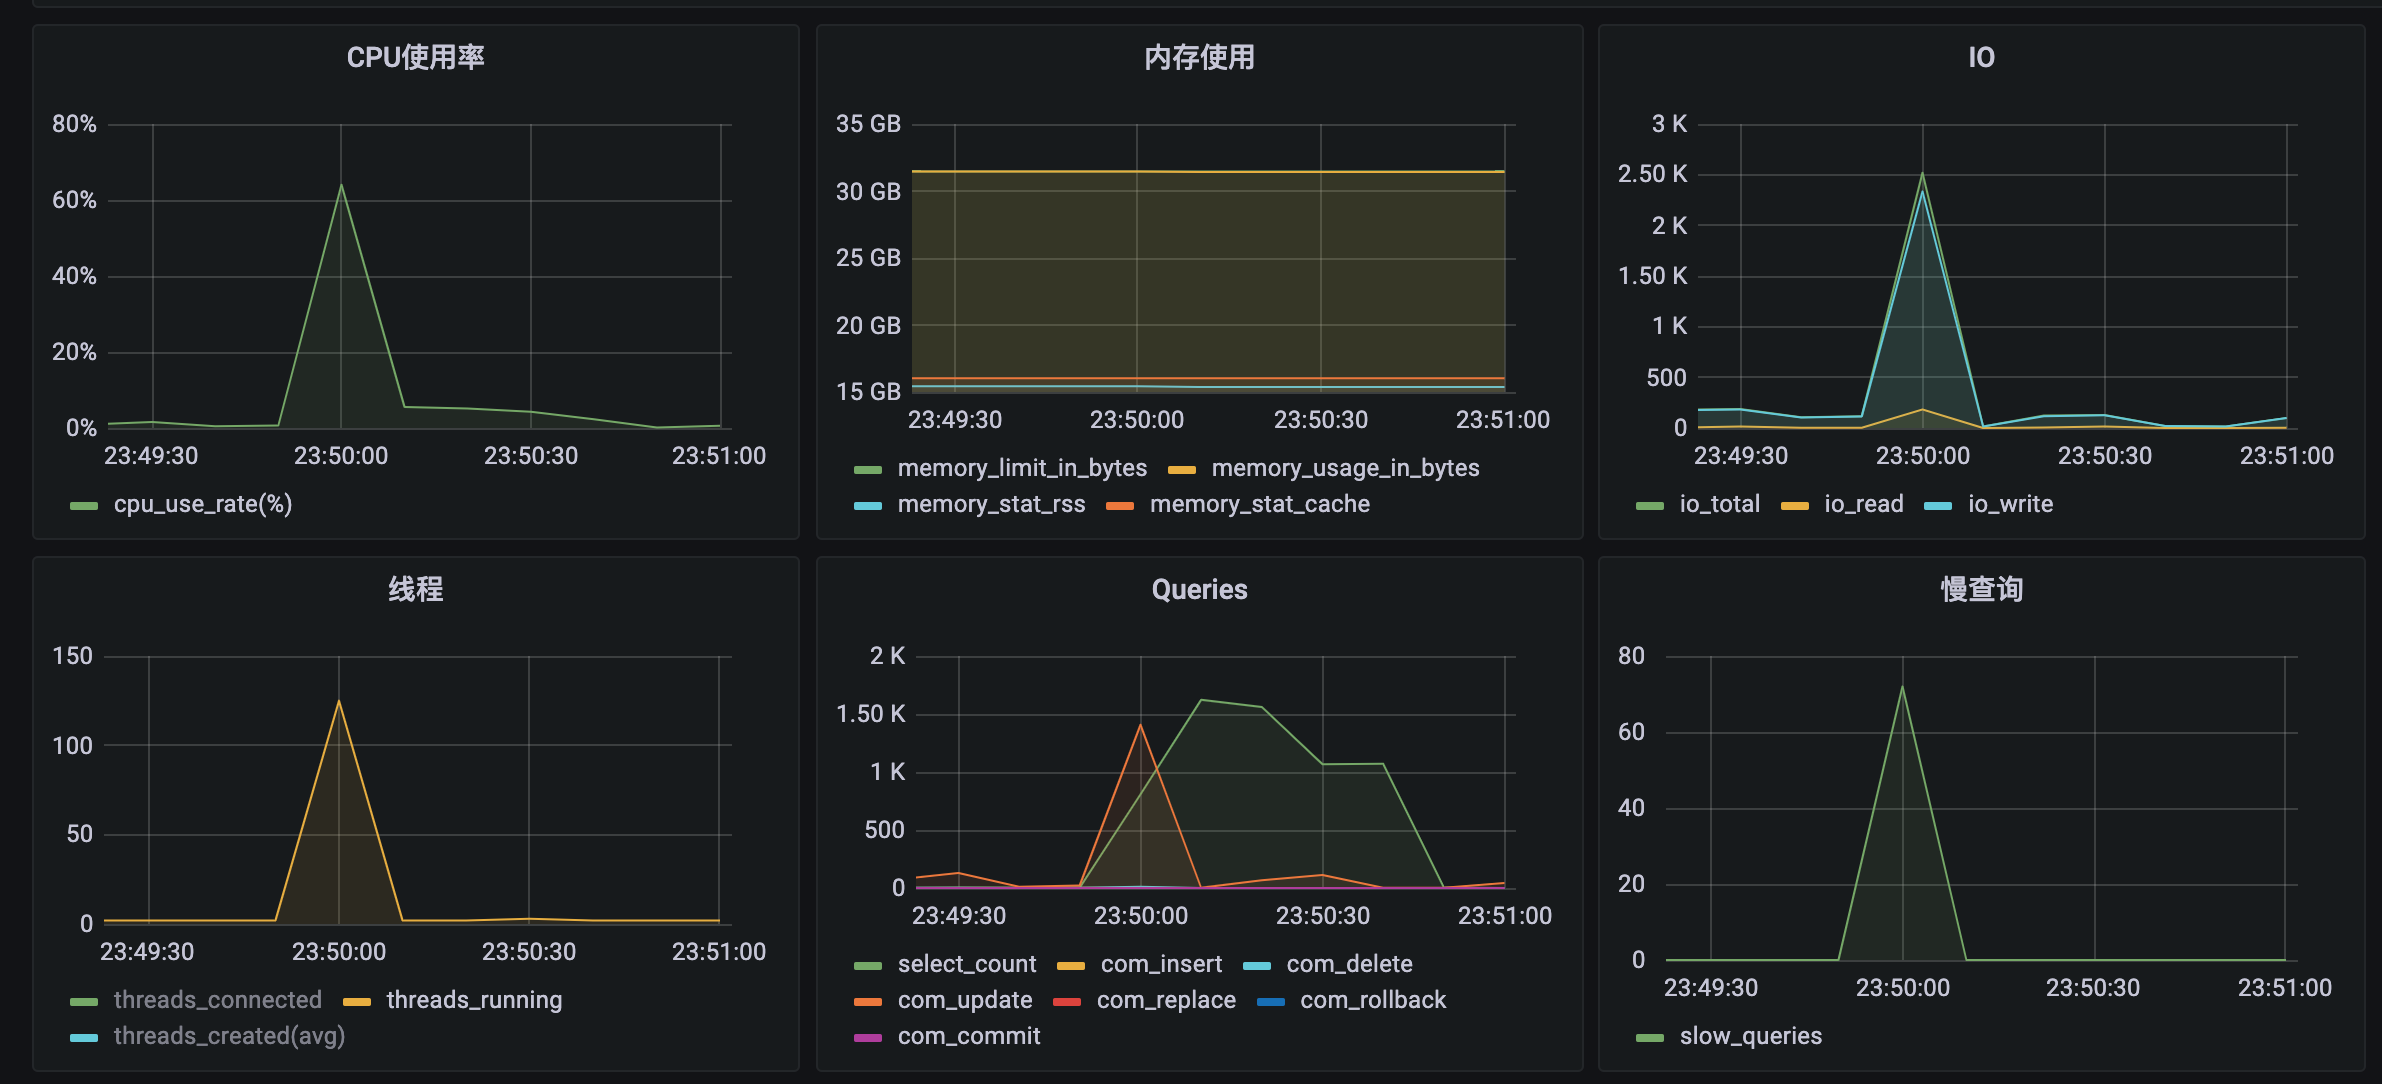 CPU使用率
80%
60%
40%
20%
0%
23:49:30 23:50:00 23:50:30 23:51:00
cpu_use_rate(%)
内存使用
35 GB
30 GB
25 GB
20 GB
15 GB
23:49:30 23:50:00 23:50:30 23:51:00
memory_limit_in_bytes memory_usage_in_bytes
memory_stat_rss memory_stat_cache
IO
3 K
2.50 K
2 K
1.50 K
1 K
500
0
23:49:30 23:50:00 23:50:30 23:51:00
io_total io_read io_write
线程
150
100
50
0
23:49:30 23:50:00 23:50:30 23:51:00
threads_connected threads_running
threads_created(avg)
Queries
2 K
1.50 K
1 K
500
0
23:49:30 23:50:00 23:50:30 23:51:00
select_count com_insert com_delete
com_update com_replace com_rollback
com_commit
慢查询
80
60
40
20
0
23:49:30 23:50:00 23:50:30 23:51:00
slow_queries